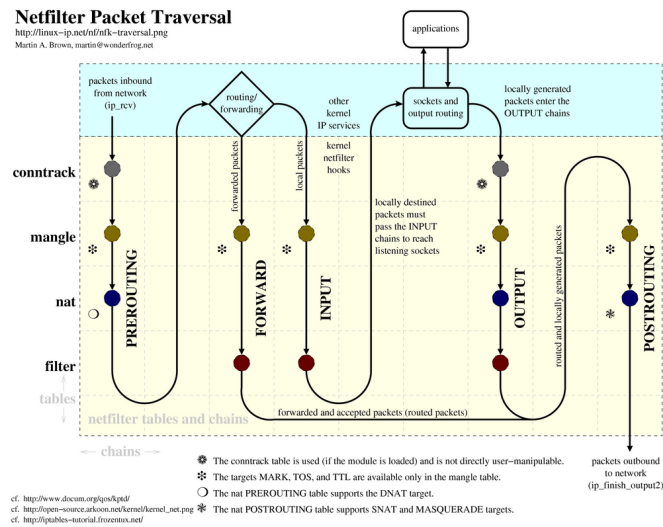 Netfilter Packet Traversal
http://linux-ip.net/nf/nfk-traversal.png
Martin A. Brown, martin@wonderfrog.net
applications
packets inbound
from network
(ip_rcv)
routing/
forwarding
other
kernel
IP services
sockets and
output routing
locally generated
packets enter the
OUTPUT chains
kernel
netfilter
hooks
forwarded packets
local packets
locally destined
packets must
pass the INPUT
chains to reach
listening sockets
conntrack
mangle
nat
filter
PREROUTING
FORWARD
INPUT
OUTPUT
routed and locally generated packets
POSTROUTING
tables
netfilter tables and chains
forwarded and accepted packets (routed packets)
chains
The conntrack table is used (if the module is loaded) and is not directly user-manipulable.
The targets MARK, TOS, and TTL are available only in the mangle table.
The nat PREROUTING table supports the DNAT target.
The nat POSTROUTING table supports SNAT and MASQUERADE targets.
packets outbound
to network
(ip_finish_output2)
cf. http://www.docum.org/qos/kptd/
cf. http://open-source.arkoon.net/kernel/kernel_net.png
cf. http://iptables-tutorial.frozentux.net/